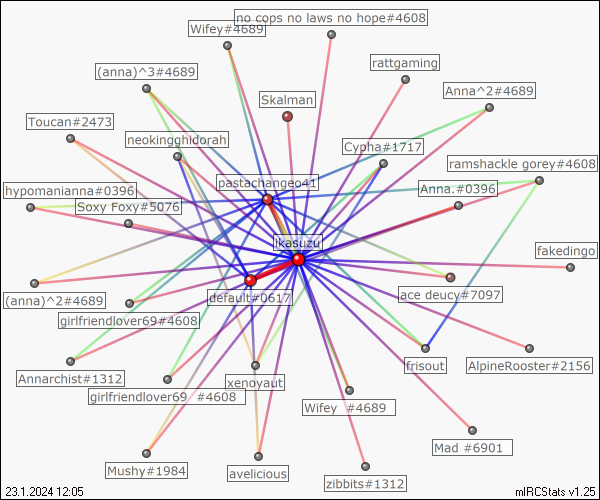 no cops no laws no hope#4608
Wifey#4689
rattgaming
(anna)^3#4689
Anna^2#4689
Skalman
Toucan#2473
neokingghidorah
Cypha#1717
ramshackle gorey#4608
pastachangeo41
hypomanianna#0396
Anna.#0396
Soxy Foxy#5076
ikasuzu
fakedingo
(anna)^2#4689
default#0617
ace deucy#7097
girlfriendlover69#4608
frisout
AlpineRooster#2156
Annarchist#1312
xenoyaut
girlfriendlover69  #4608
Wifey  #4689
Mad #6901
Mushy#1984
avelicious
zibbits#1312
23.1.2024 12:05
mIRCStats v1.25